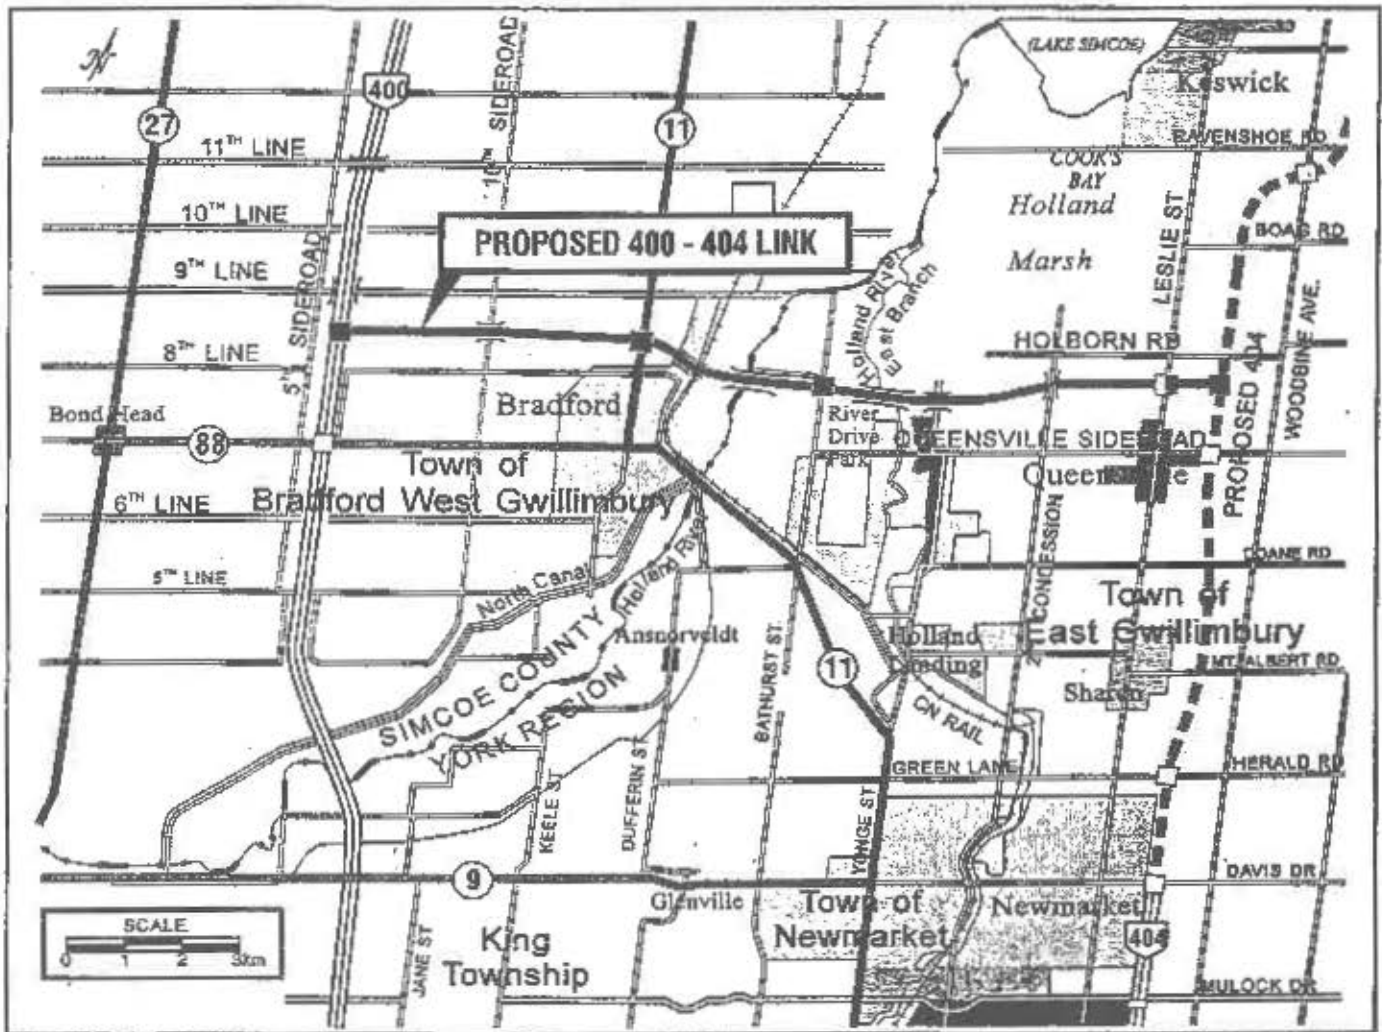 (LAKE SIMCOE)
Keswick
400
27
11
SIDEROAD
10TH
11TH LINE
RAVENSHOE RD
COOK'S
BAY
Holland
Marsh
10TH LINE
PROPOSED 400 - 404 LINK
LESLIE ST
BOAG RD
9TH LINE
5TH SIDEROAD
Holland River
East Branch
WOODBINE AVE.
HOLBORN RD
PROPOSED 404
8TH LINE
Bond Head
Bradford
River
Drive
Park
88
QUEENSVILLE SIDEROAD
Town of
Bradford West Gwillimbury
Queensville
6TH LINE
DOANE RD
5TH LINE
North Canal
Holland River
2ND CONCESSION
Town of
East Gwillimbury
SIMCOE COUNTY
YORK REGION
Ansnorveldt
BATHURST ST.
11
Holland
Landing
MT. ALBERT RD
Sharon
CN RAIL
GREEN LANE
HERALD RD
KEELE ST
DUFFERIN ST.
YONGE ST
9
DAVIS DR
Glenville
Town of
Newmarket
Newmarket
404
SCALE
0 1 2 3km
JANE ST
King
Township
MULOCK DR